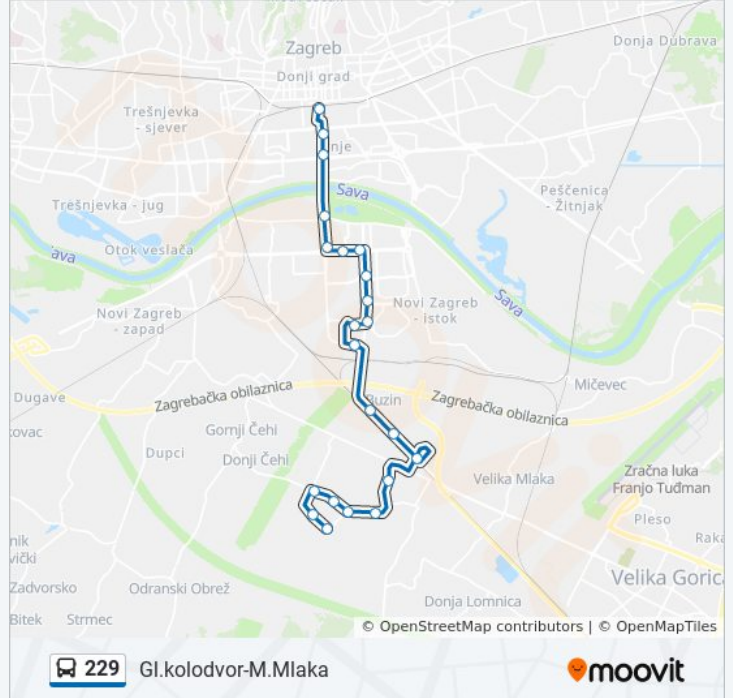 Zagreb
Donja Dubrava
Donji grad
Trešnjevka
- sjever
nje
Peščenica
- Žitnjak
Sava
Trešnjevka - jug
Otok veslača
ava
Sava
Novi Zagreb
- istok
Novi Zagreb
- zapad
Mičevec
Dugave
Zagrebačka obilaznica
Buzin
Zagrebačka obilaznica
kovac
Gornji Čehi
Dupci
Donji Čehi
Zračna luka
Franjo Tuđman
Velika Mlaka
Pleso
nik
vički
Raka
Zadvorsko
Odranski Obrež
Velika Goric
Donja Lomnica
Bitek
Strmec
© OpenStreetMap contributors | © OpenMapTiles
229 Gl.kolodvor-M.Mlaka
moovit